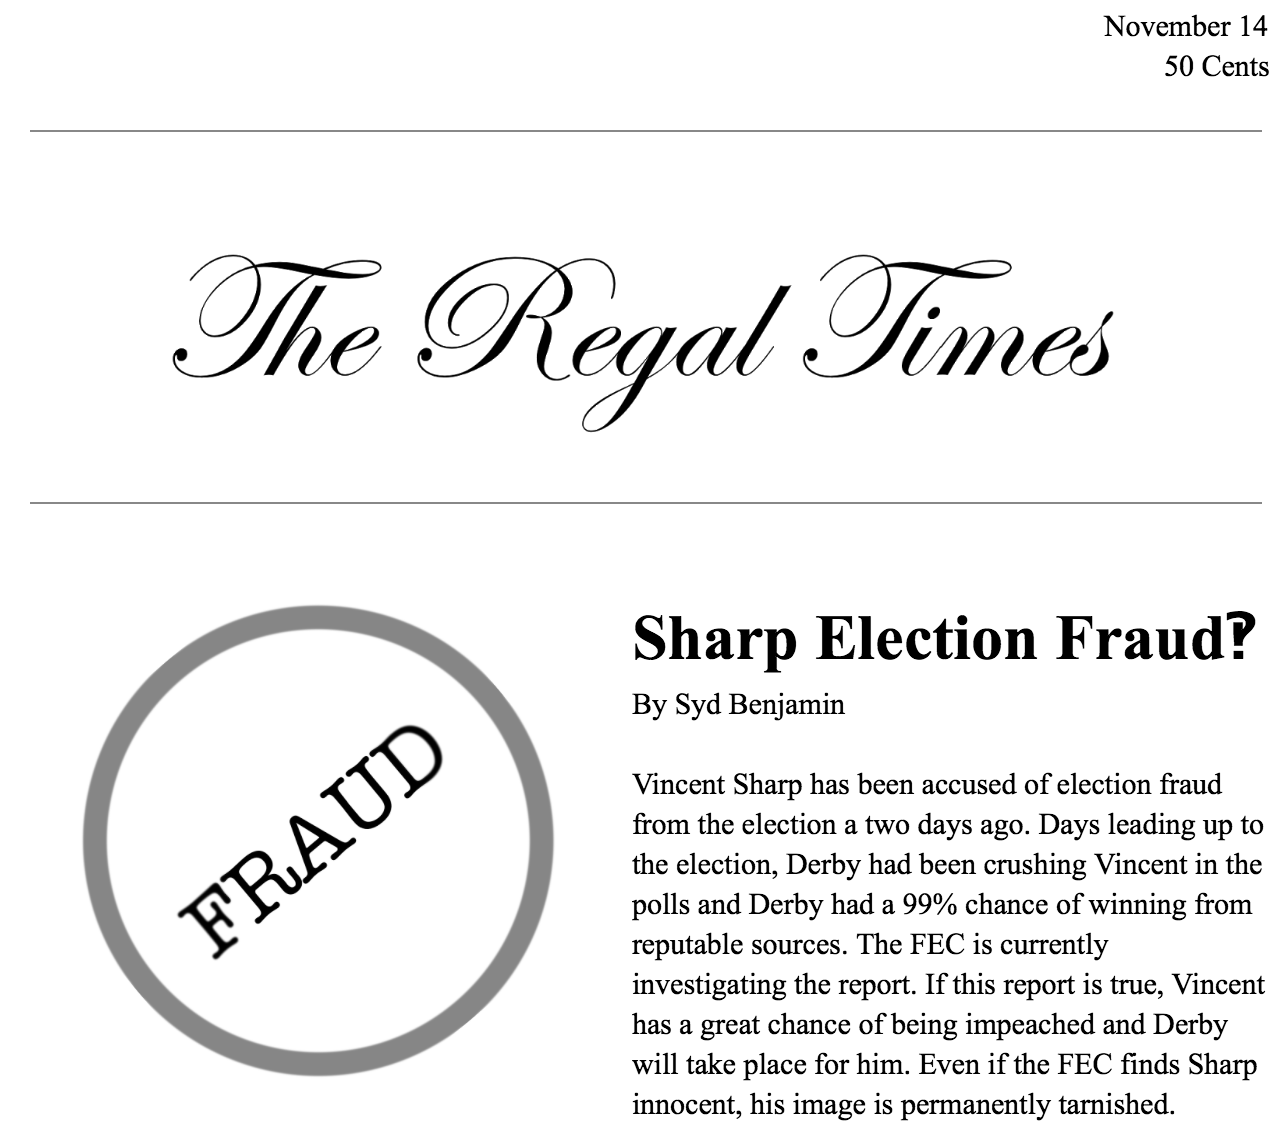 November 14
50 Cents
The Regal Times
FRAUD
Sharp Election Fraud‽
By Syd Benjamin
Vincent Sharp has been accused of election fraud
from the election a two days ago. Days leading up to
the election, Derby had been crushing Vincent in the
polls and Derby had a 99% chance of winning from
reputable sources. The FEC is currently
investigating the report. If this report is true, Vincent
has a great chance of being impeached and Derby
will take place for him. Even if the FEC finds Sharp
innocent, his image is permanently tarnished.